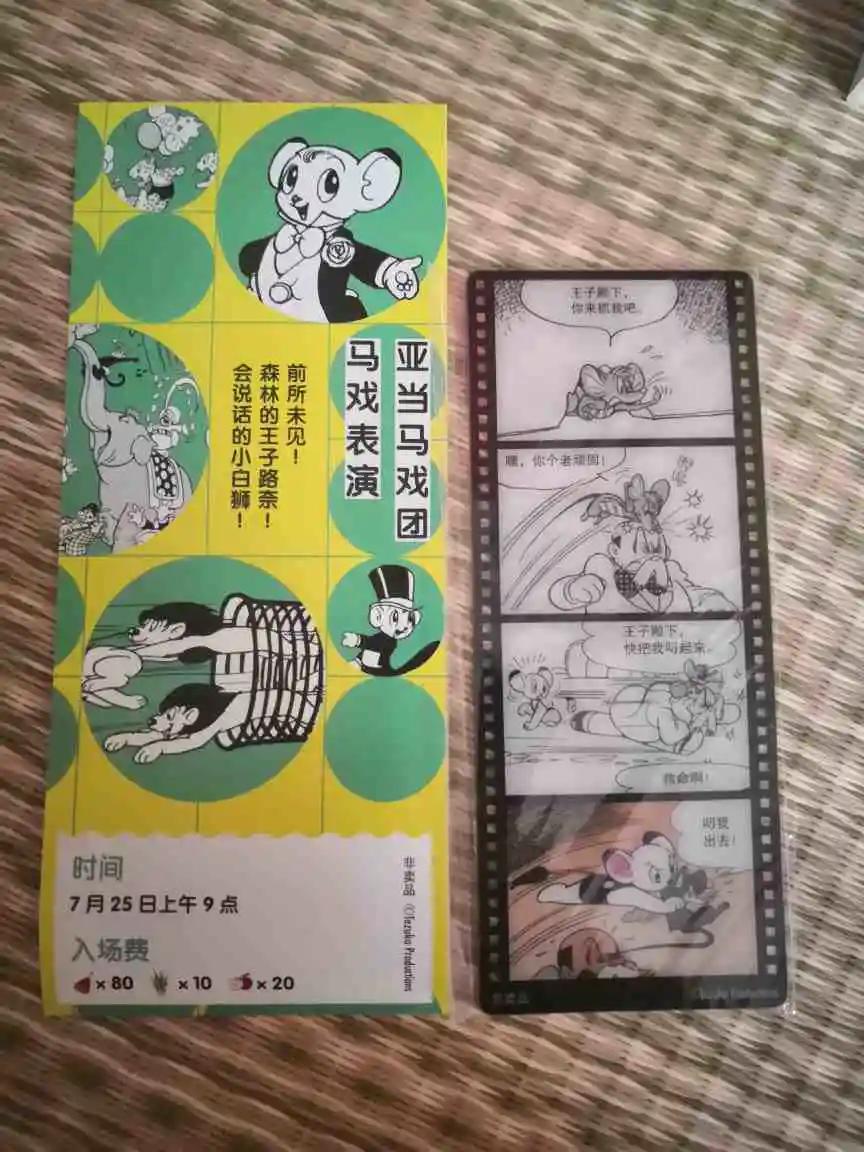 亚当马戏团
马戏表演
前所未见！
森林的王子路奈！
会说话的小白狮！
时间
7月25日上午9点
入场费
×80 ×10 ×20
非卖品 ©Tezuka Productions
王子殿下，
你来抓我吧。
嘿，你个老顽固！
王子殿下，
快把我叼起来。
救命啊！
叼我
出去！
非卖品
©Tezuka Productions